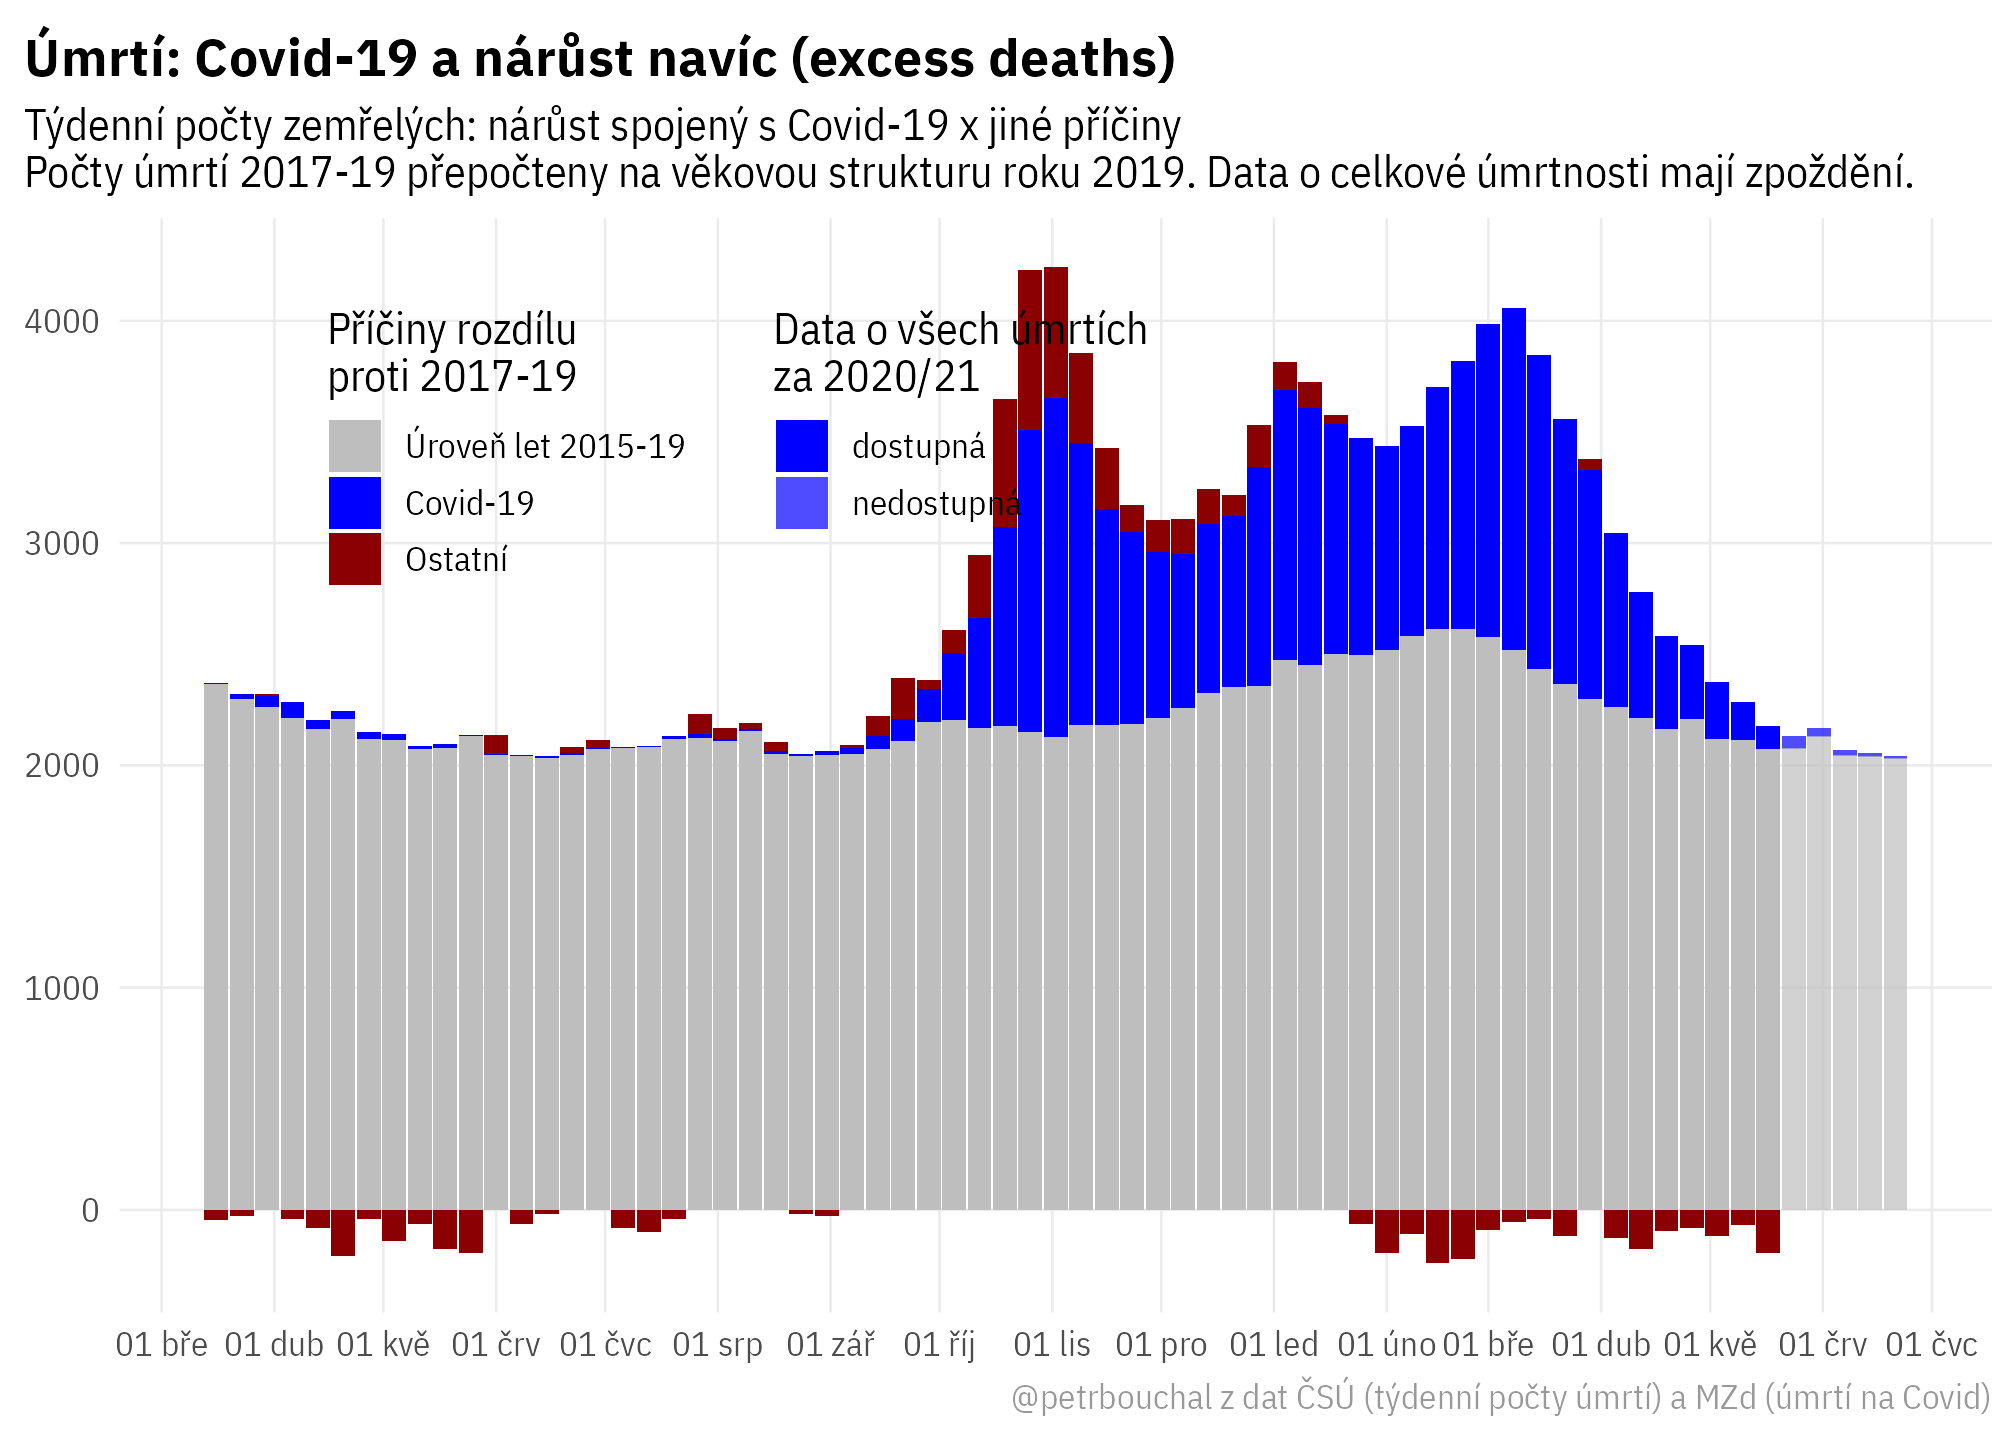 Úmrtí: Covid-19 a nárůst navíc (excess deaths)
Týdenní počty zemřelých: nárůst spojený s Covid-19 x jiné příčiny
Počty úmrtí 2017-19 přepočteny na věkovou strukturu roku 2019. Data o celkové úmrtnosti mají zpoždění.
4000
3000
2000
1000
0
Příčiny rozdílu
proti 2017-19
Úroveň let 2015-19
Covid-19
Ostatní
Data o všech úmrtích
za 2020/21
dostupná
nedostupná
01 bře 01 dub 01 kvě 01 črv 01 čvc 01 srp 01 zář 01 říj 01 lis 01 pro 01 led 01 úno 01 bře 01 dub 01 kvě 01 črv 01 čvc
@petrbouchal z dat ČSÚ (týdenní počty úmrtí) a MZd (úmrtí na Covid)